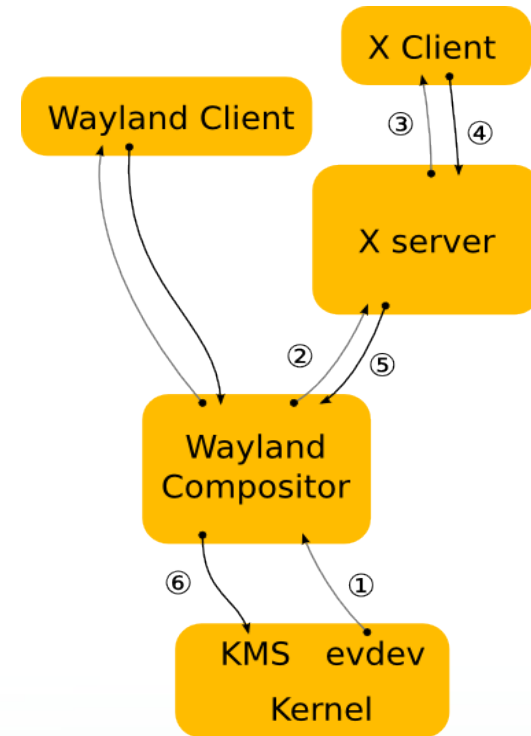 X Client
③ ④
Wayland Client
X server
② ⑤
Wayland
Compositor
⑥ ①
KMS evdev
Kernel